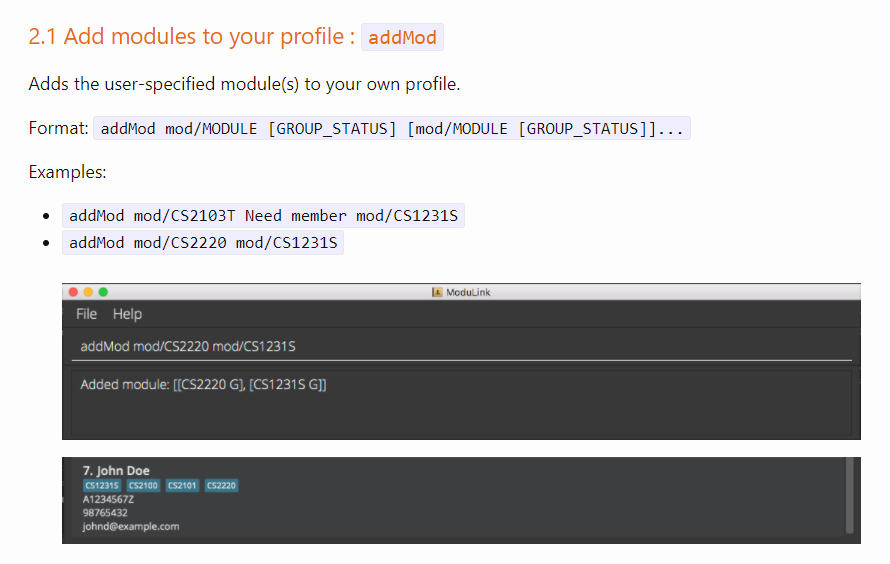 2.1 Add modules to your profile : addMod
Adds the user-specified module(s) to your own profile.
Format: addMod mod/MODULE [GROUP_STATUS] [mod/MODULE [GROUP_STATUS]]...
Examples:
• addMod mod/CS2103T Need member mod/CS1231S
• addMod mod/CS2220 mod/CS1231S
ModuLink
File Help
addMod mod/CS2220 mod/CS1231S
Added module: [[CS2220 G], [CS1231S G]]
7. John Doe
CS1231S CS2100 CS2101 CS2220
A1234567Z
98765432
johnd@example.com